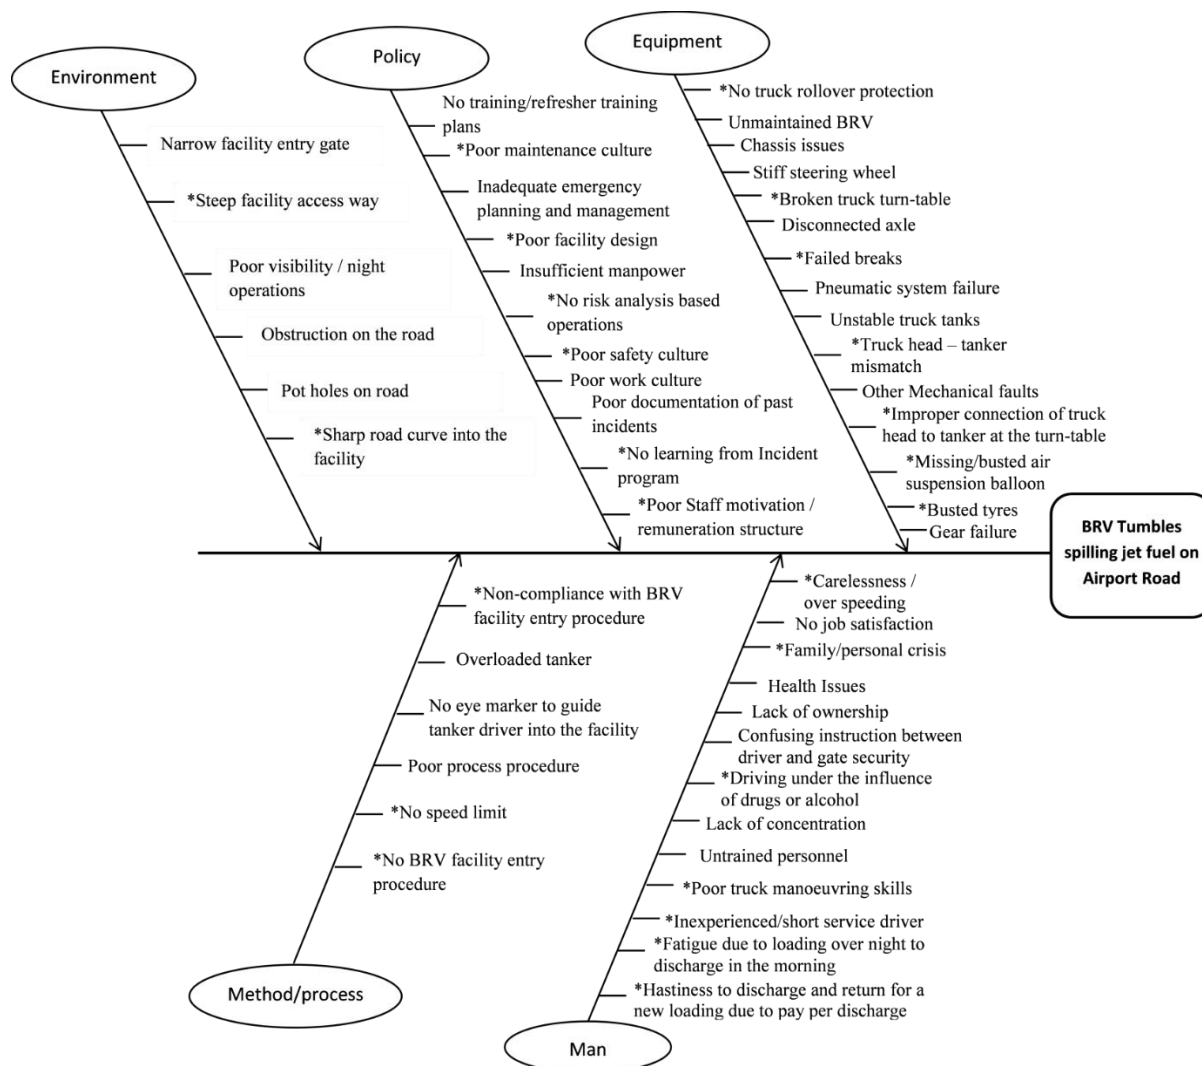 Environment
Narrow facility entry gate
*Steep facility access way
Poor visibility / night
operations
Obstruction on the road
Pot holes on road
*Sharp road curve into the
facility
Policy
No training/refresher training
plans
*Poor maintenance culture
Inadequate emergency
planning and management
*Poor facility design
Insufficient manpower
*No risk analysis based
operations
*Poor safety culture
Poor work culture
Poor documentation of past
incidents
*No learning from Incident
program
*Poor Staff motivation /
remuneration structure
Equipment
*No truck rollover protection
Unmaintained BRV
Chassis issues
Stiff steering wheel
*Broken truck turn-table
Disconnected axle
*Failed breaks
Pneumatic system failure
Unstable truck tanks
*Truck head – tanker
mismatch
Other Mechanical faults
*Improper connection of truck
head to tanker at the turn-table
*Missing/busted air
suspension balloon
*Busted tyres
Gear failure
BRV Tumbles
spilling jet fuel on
Airport Road
*Non-compliance with BRV
facility entry procedure
Overloaded tanker
No eye marker to guide
tanker driver into the facility
Poor process procedure
*No speed limit
*No BRV facility entry
procedure
Method/process
*Carelessness /
over speeding
No job satisfaction
*Family/personal crisis
Health Issues
Lack of ownership
Confusing instruction between
driver and gate security
*Driving under the influence
of drugs or alcohol
Lack of concentration
Untrained personnel
*Poor truck manoeuvring skills
*Inexperienced/short service driver
*Fatigue due to loading over night to
discharge in the morning
*Hastiness to discharge and return for a
new loading due to pay per discharge
Man